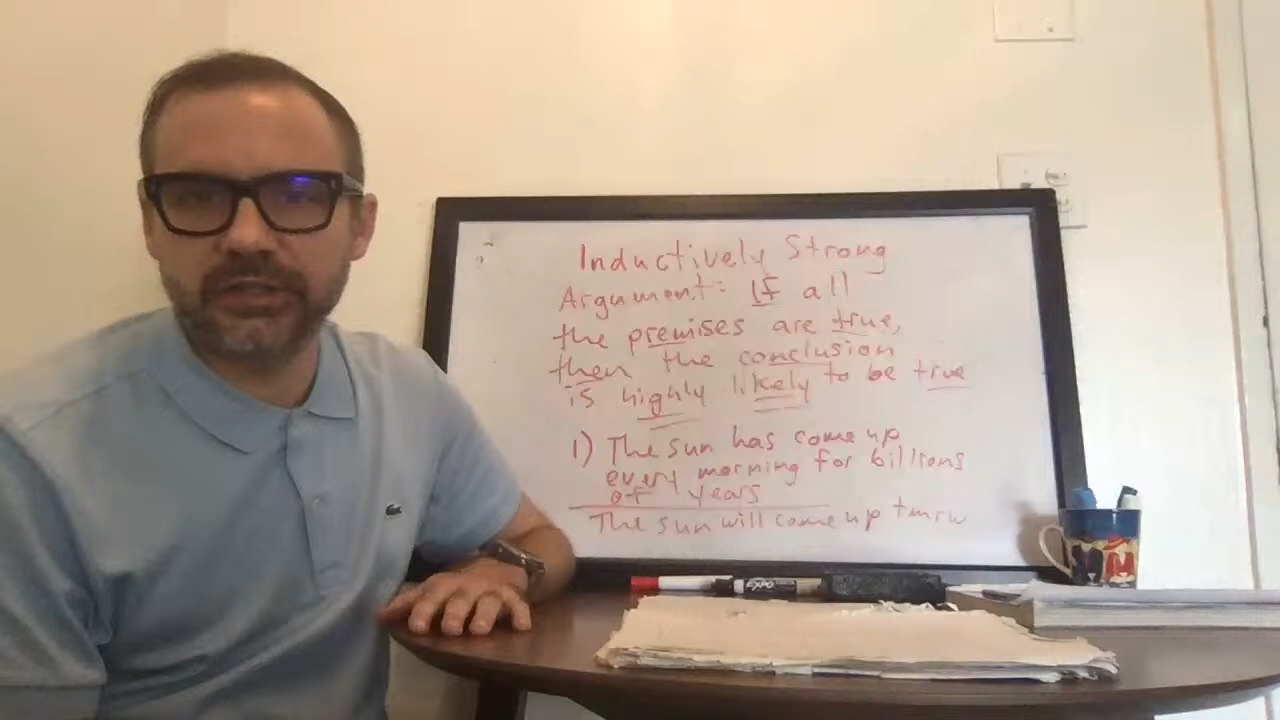 Inductively Strong
Argument: If all
the premises are true,
then the conclusion
is highly likely to be true
1) The sun has come up
every morning for billions
of years
The sun will come up tmrw
EXPO